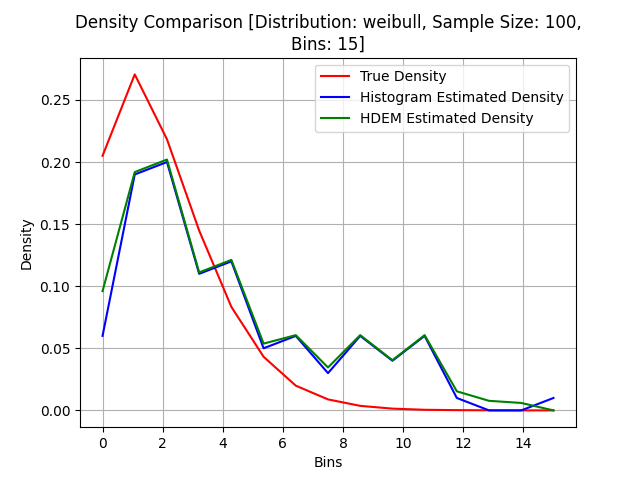 Density Comparison [Distribution: weibull, Sample Size: 100,
Bins: 15]
True Density
Histogram Estimated Density
HDEM Estimated Density
Density
0.25
0.20
0.15
0.10
0.05
0.00
0 2 4 6 8 10 12 14
Bins